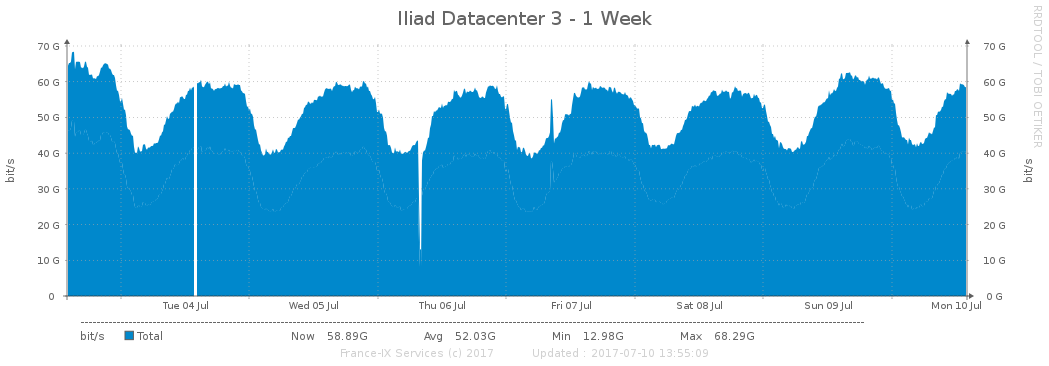 Iliad Datacenter 3 - 1 Week
RRDTOOL / TOBI OETIKER
70 G 70 G
60 G 60 G
50 G 50 G
40 G 40 G
30 G 30 G
20 G 20 G
10 G 10 G
0 0 G
bit/s bit/s
Tue 04 Jul Wed 05 Jul Thu 06 Jul Fri 07 Jul Sat 08 Jul Sun 09 Jul Mon 10 Jul
bit/s Total Now 58.89G Avg 52.03G Min 12.98G Max 68.29G
France-IX Services (c) 2017 Updated : 2017-07-10 13:55:09